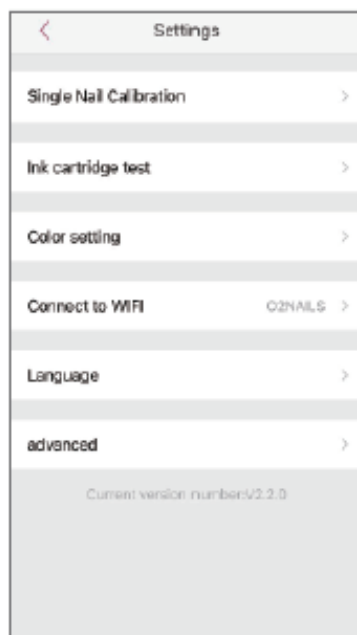 Settings
Single Nail Calibration
Ink cartridge test
Color setting
Connect to WIFI O2NAILS
Language
advanced
Current version number:V2.2.0